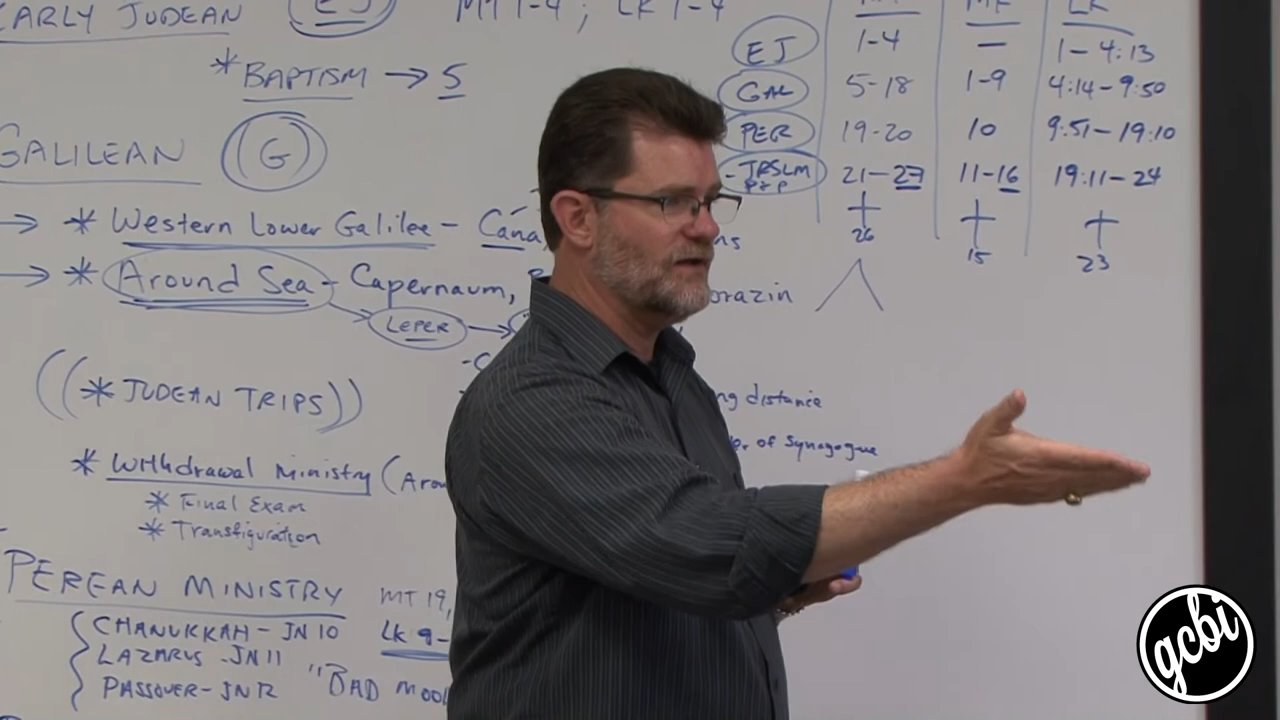 EARLY JUDEAN (EJ) MT 1-4 ; LK 1-4
* BAPTISM → 5
GALILEAN (G)
→ * Western Lower Galilee - Cana,
→ * Around Sea - Capernaum,
LEPER →
((* JUDEAN TRIPS))
* Withdrawal Ministry (
* Final Exam
* Transfiguration
PEREAN MINISTRY MT 19,
CHANUKKAH - JN 10 LK 9-
LAZARUS - JN 11
PASSOVER - JN 12 "BAD
MT MK LK
EJ 1-4 — 1-4:13
GAL 5-18 1-9 4:14-9:50
PER 19-20 10 9:51-19:10
- JRSLM 21-27 11-16 19:11-24
P & P
26 15 23
distance
of Synagogue
gcbi